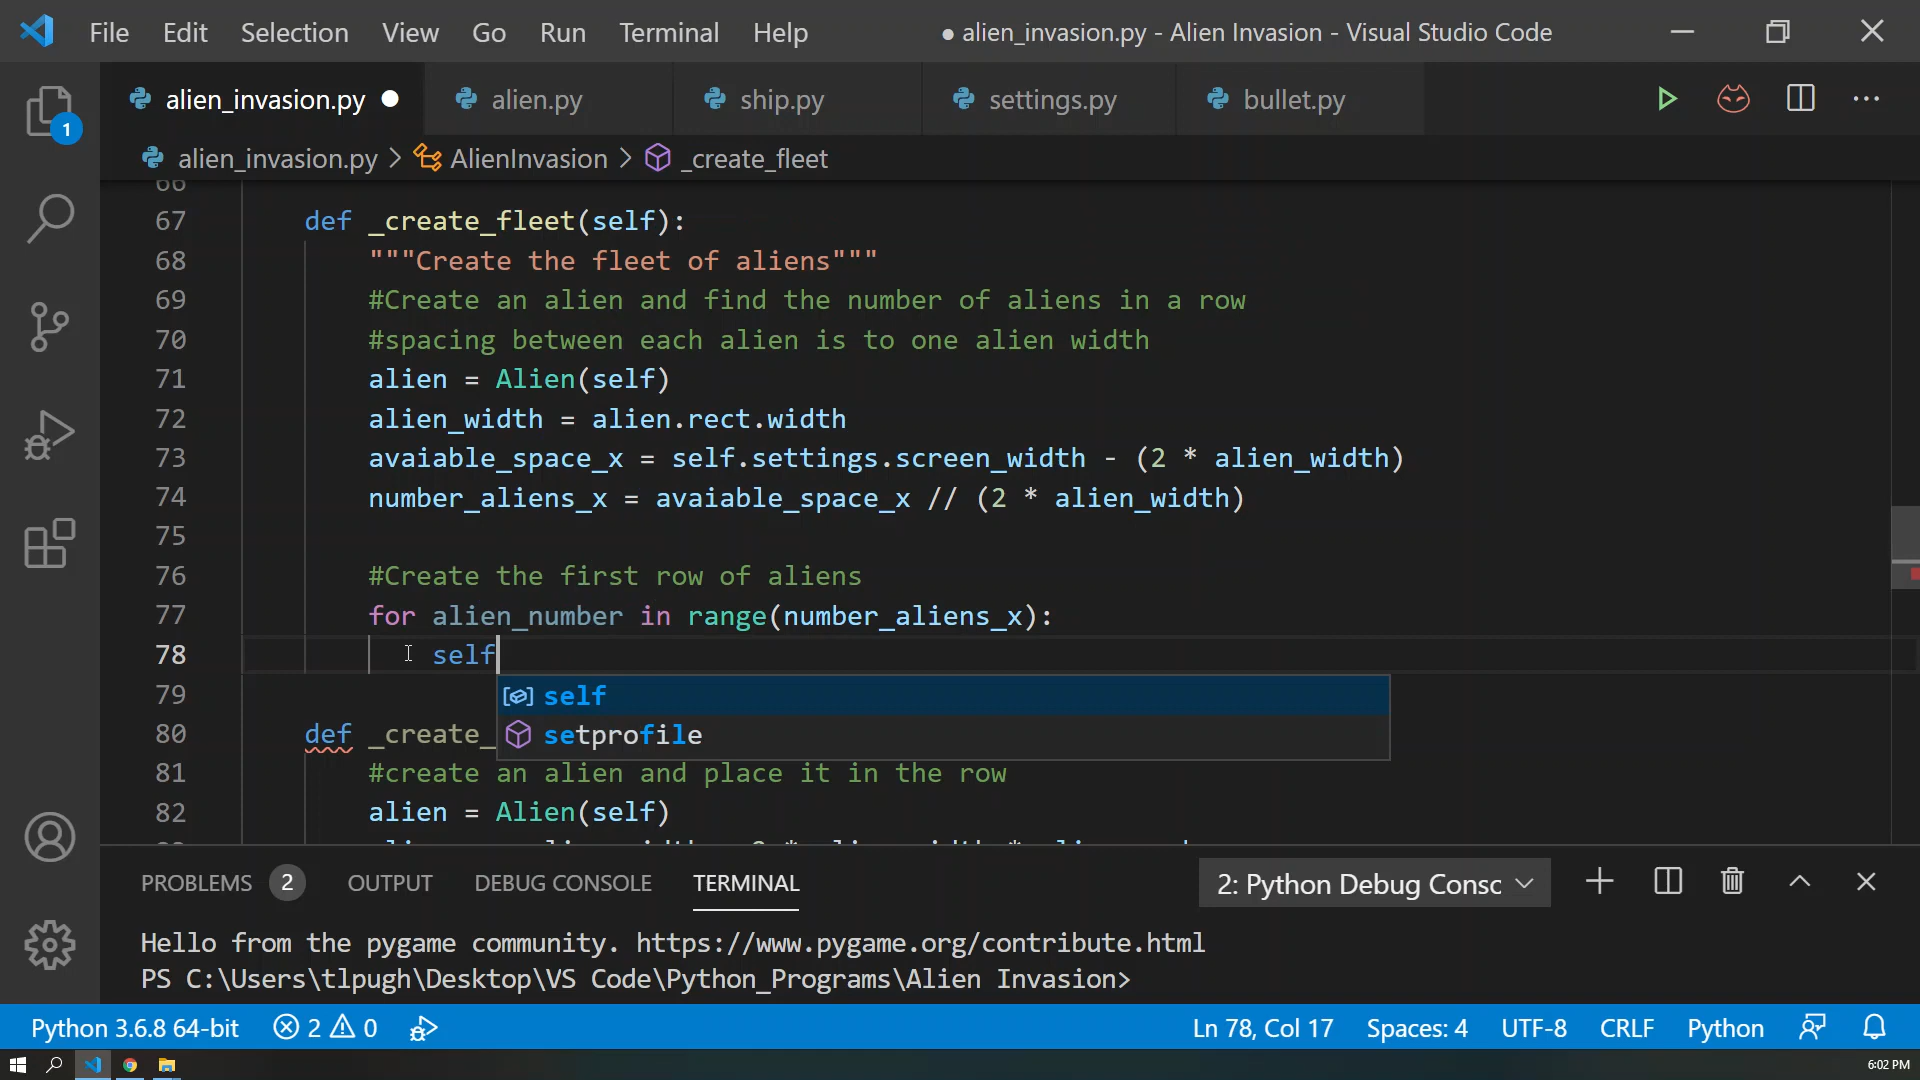 File Edit Selection View Go Run Terminal Help ● alien_invasion.py - Alien Invasion - Visual Studio Code
alien_invasion.py alien.py ship.py settings.py bullet.py
1
alien_invasion.py > AlienInvasion > _create_fleet
66
67 def _create_fleet(self):
68 """Create the fleet of aliens"""
69 #Create an alien and find the number of aliens in a row
70 #spacing between each alien is to one alien width
71 alien = Alien(self)
72 alien_width = alien.rect.width
73 avaiable_space_x = self.settings.screen_width - (2 * alien_width)
74 number_aliens_x = avaiable_space_x // (2 * alien_width)
75
76 #Create the first row of aliens
77 for alien_number in range(number_aliens_x):
78 self
79 self
setprofile
80 def _create_
81 #create an alien and place it in the row
82 alien = Alien(self)
PROBLEMS 2 OUTPUT DEBUG CONSOLE TERMINAL 2: Python Debug Consc
Hello from the pygame community. https://www.pygame.org/contribute.html
PS C:\Users\tlpugh\Desktop\VS Code\Python_Programs\Alien Invasion>
Python 3.6.8 64-bit 2 0 Ln 78, Col 17 Spaces: 4 UTF-8 CRLF Python
6:02 PM